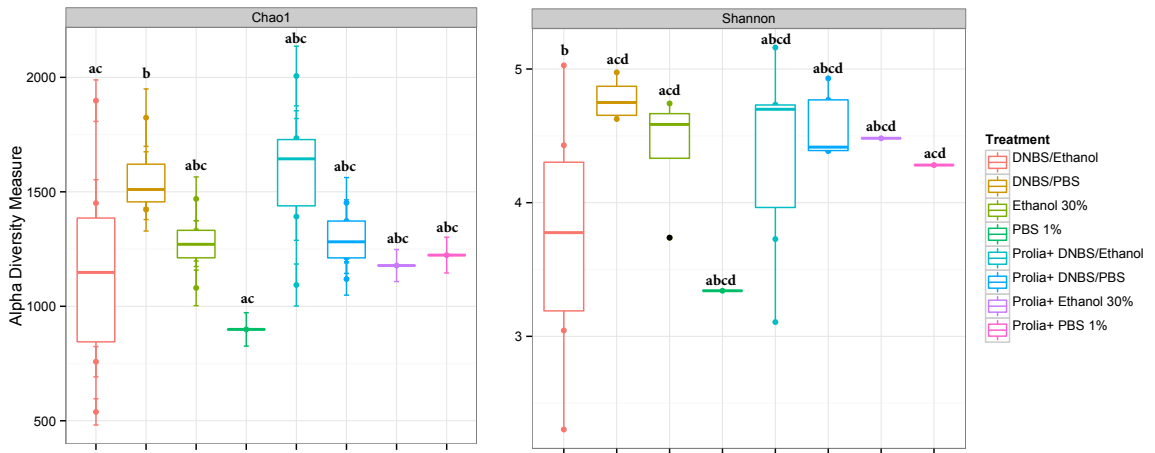 Chao1
Shannon
Alpha Diversity Measure
2000
1500
1000
500
ac
b
abc
ac
abc
abc
abc
abc
5
4
3
b
acd
acd
abcd
abcd
abcd
abcd
acd
Treatment
DNBS/Ethanol
DNBS/PBS
Ethanol 30%
PBS 1%
Prolia+ DNBS/Ethanol
Prolia+ DNBS/PBS
Prolia+ Ethanol 30%
Prolia+ PBS 1%